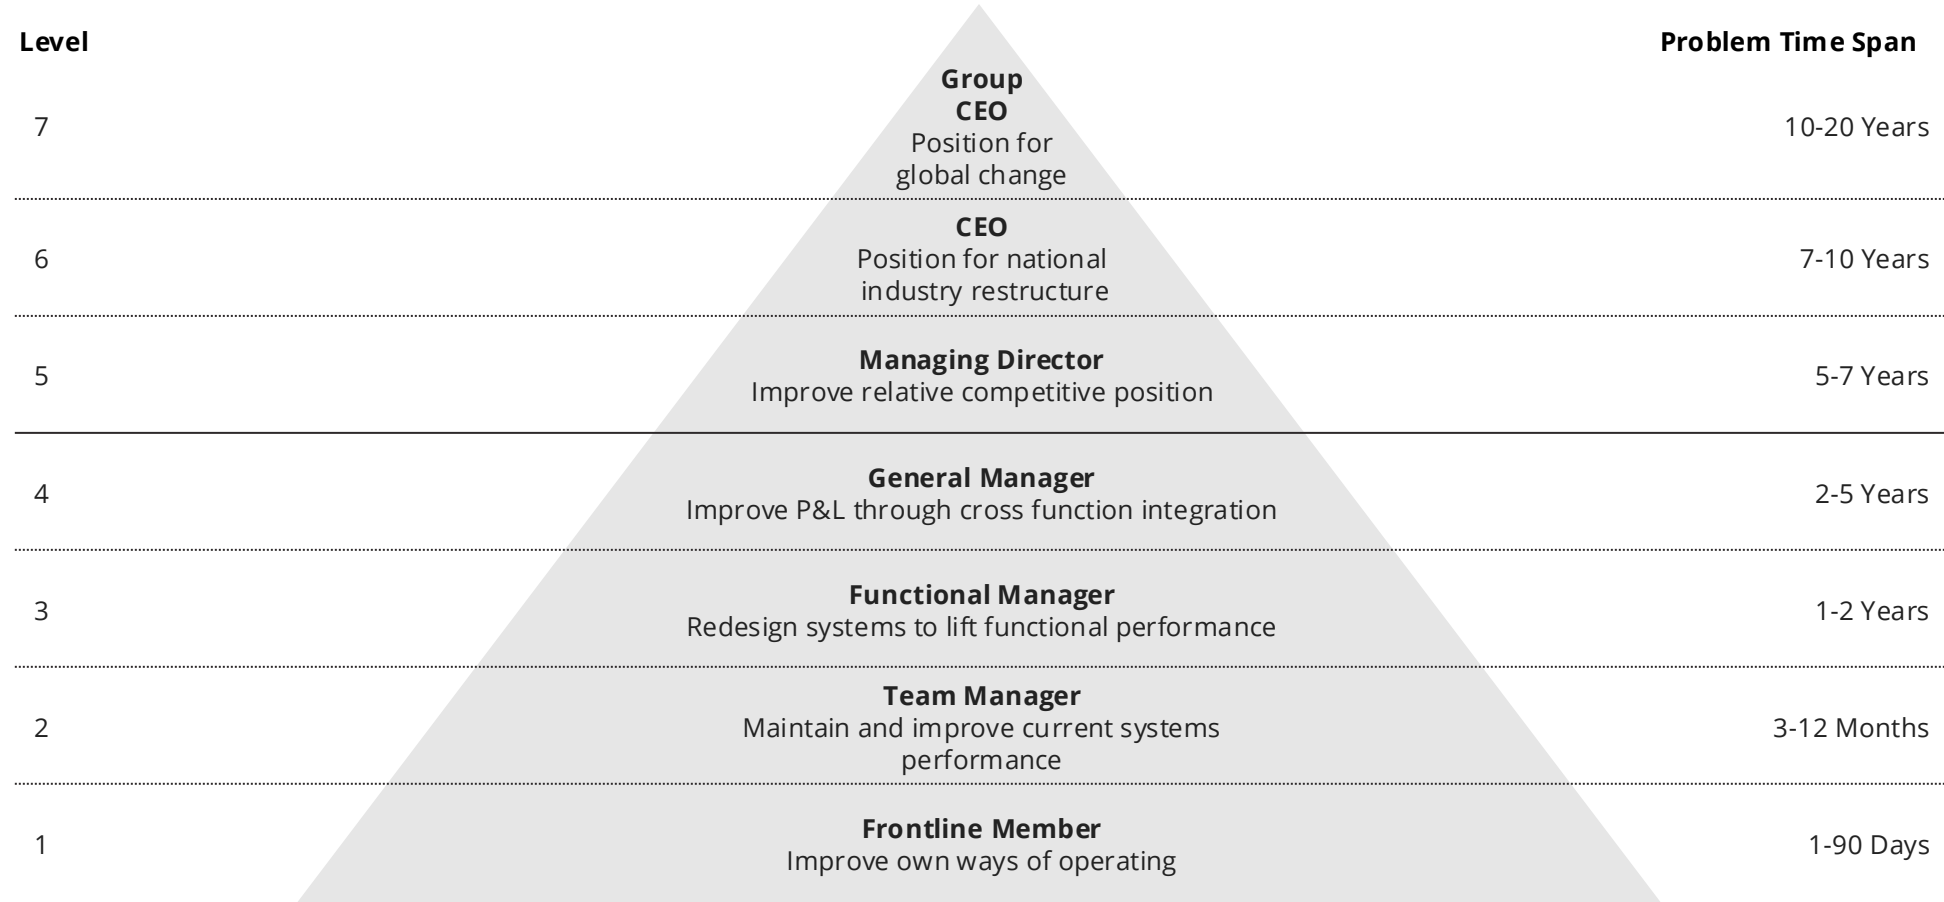 Level
Problem Time Span
Group
CEO
Position for
global change
7
10-20 Years
CEO
Position for national
industry restructure
6
7-10 Years
Managing Director
Improve relative competitive position
5
5-7 Years
General Manager
Improve P&L through cross function integration
4
2-5 Years
Functional Manager
Redesign systems to lift functional performance
3
1-2 Years
Team Manager
Maintain and improve current systems
performance
2
3-12 Months
Frontline Member
Improve own ways of operating
1
1-90 Days